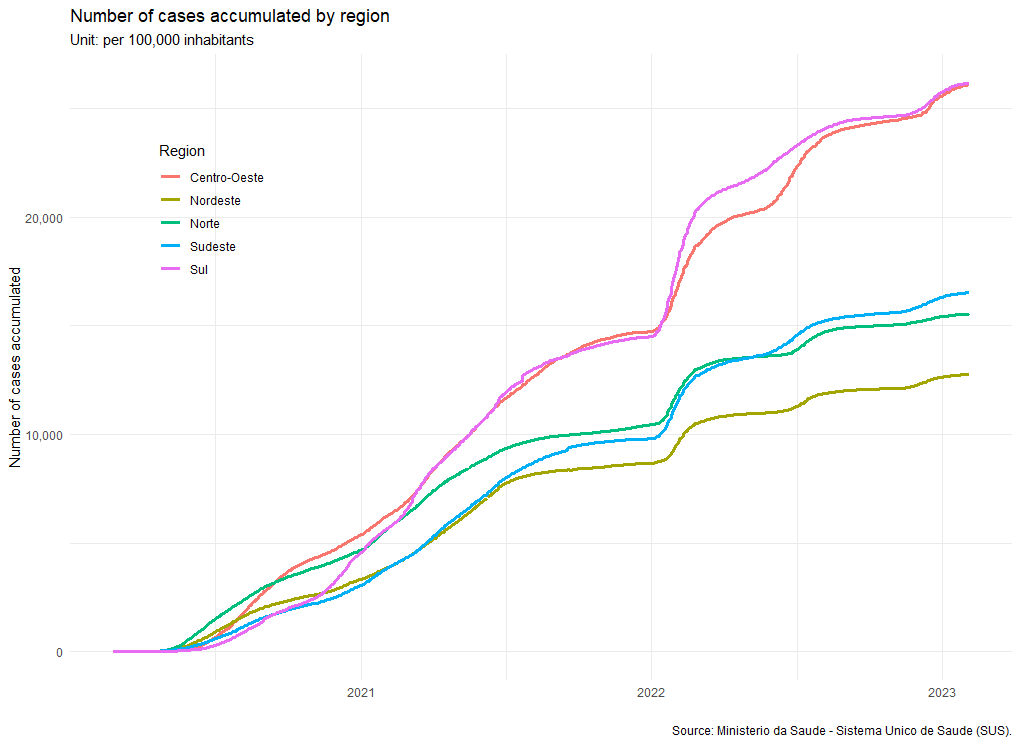 Number of cases accumulated by region
Unit: per 100,000 inhabitants
Number of cases accumulated
20,000
10,000
0
Region
Centro-Oeste
Nordeste
Norte
Sudeste
Sul
2021
2022
2023
Source: Ministerio da Saude - Sistema Unico de Saude (SUS).